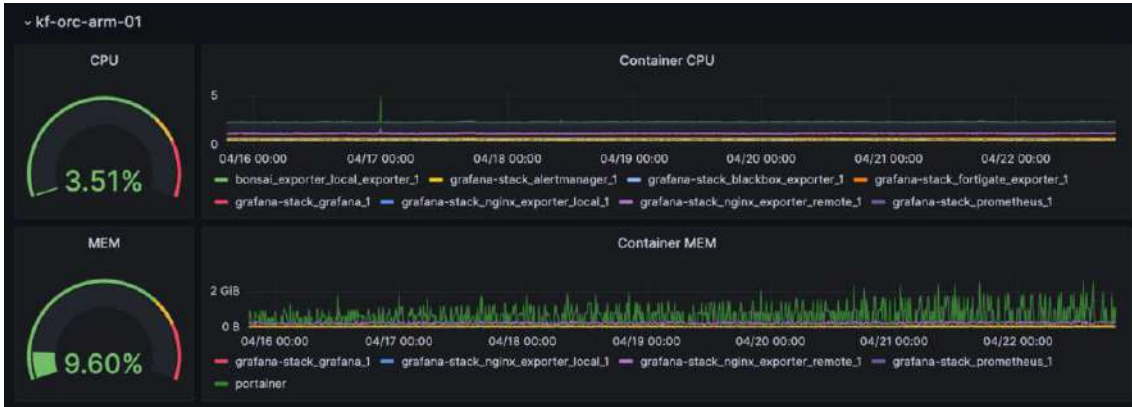 kf-orc-arm-01
CPU
3.51%
Container CPU
5
0
04/16 00:00 04/17 00:00 04/18 00:00 04/19 00:00 04/20 00:00 04/21 00:00 04/22 00:00
bonsai_exporter_local_exporter_1 grafana-stack_alertmanager_1 grafana-stack_blackbox_exporter_1 grafana-stack_fortigate_exporter_1
grafana-stack_grafana_1 grafana-stack_nginx_exporter_local_1 grafana-stack_nginx_exporter_remote_1 grafana-stack_prometheus_1
MEM
9.60%
Container MEM
2 GiB
0 B
04/16 00:00 04/17 00:00 04/18 00:00 04/19 00:00 04/20 00:00 04/21 00:00 04/22 00:00
grafana-stack_grafana_1 grafana-stack_nginx_exporter_local_1 grafana-stack_nginx_exporter_remote_1 grafana-stack_prometheus_1
portainer